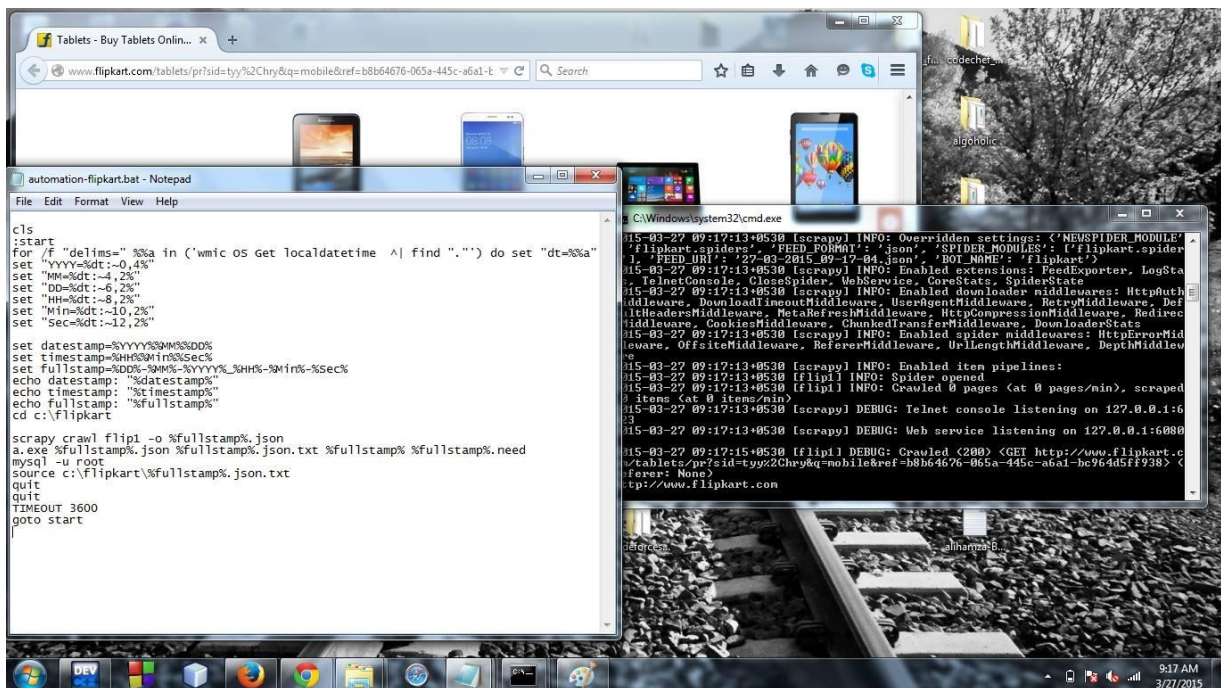 Tablets - Buy Tablets Onlin...
www.flipkart.com/tablets/pr?sid=tyy%2Chry&q=mobile&ref=b8b64676-065a-445c-a6a1-b
Search
codechef_...
algoholic
automation-flipkart.bat - Notepad
File Edit Format View Help
cls
:start
for /f "delims=" %%a in ('wmic OS Get localdatetime ^| find "."') do set "dt=%%a"
set "YYYY=%dt:~0,4%"
set "MM=%dt:~4,2%"
set "DD=%dt:~6,2%"
set "HH=%dt:~8,2%"
set "Min=%dt:~10,2%"
set "Sec=%dt:~12,2%"
set datestamp=%YYYY%%MM%%DD%
set timestamp=%HH%%Min%%Sec%
set fullstamp=%DD%-%MM%-%YYYY%_%HH%-%Min%-%Sec%
echo datestamp: "%datestamp%"
echo timestamp: "%timestamp%"
echo fullstamp: "%fullstamp%"
cd c:\flipkart
scrapy crawl flip1 -o %fullstamp%.json
a.exe %fullstamp%.json %fullstamp%.json.txt %fullstamp% %fullstamp%.need
mysql -u root
source c:\flipkart\%fullstamp%.json.txt
quit
quit
TIMEOUT 3600
goto start
C:\Windows\system32\cmd.exe
015-03-27 09:17:13+0530 [scrapy] INFO: Overridden settings: {'NEWSPIDER_MODULE'
'flipkart.spiders', 'FEED_FORMAT': 'json', 'SPIDER_MODULES': ['flipkart.spider
'], 'FEED_URI': '27-03-2015_09-17-04.json', 'BOT_NAME': 'flipkart'}
015-03-27 09:17:13+0530 [scrapy] INFO: Enabled extensions: FeedExporter, LogSta
s, TelnetConsole, CloseSpider, WebService, CoreStats, SpiderState
015-03-27 09:17:13+0530 [scrapy] INFO: Enabled downloader middlewares: HttpAuth
iddleware, DownloadTimeoutMiddleware, UserAgentMiddleware, RetryMiddleware, Def
ultHeadersMiddleware, MetaRefreshMiddleware, HttpCompressionMiddleware, Redirec
Middleware, CookiesMiddleware, ChunkedTransferMiddleware, DownloaderStats
015-03-27 09:17:13+0530 [scrapy] INFO: Enabled spider middlewares: HttpErrorMid
leware, OffsiteMiddleware, RefererMiddleware, UrlLengthMiddleware, DepthMiddlew
re
015-03-27 09:17:13+0530 [scrapy] INFO: Enabled item pipelines:
015-03-27 09:17:13+0530 [flip1] INFO: Spider opened
015-03-27 09:17:13+0530 [flip1] INFO: Crawled 0 pages (at 0 pages/min), scraped
0 items (at 0 items/min)
015-03-27 09:17:13+0530 [scrapy] DEBUG: Telnet console listening on 127.0.0.1:6
23
015-03-27 09:17:13+0530 [scrapy] DEBUG: Web service listening on 127.0.0.1:6080
015-03-27 09:17:15+0530 [flip1] DEBUG: Crawled (200) <GET http://www.flipkart.c
m/tablets/pr?sid=tyy%2Chry&q=mobile&ref=b8b64676-065a-445c-a6a1-bc964d5ff938> (
eferer: None)
ttp://www.flipkart.com
deforcesa.
alihamza-B...
DEV
9:17 AM
3/27/2015